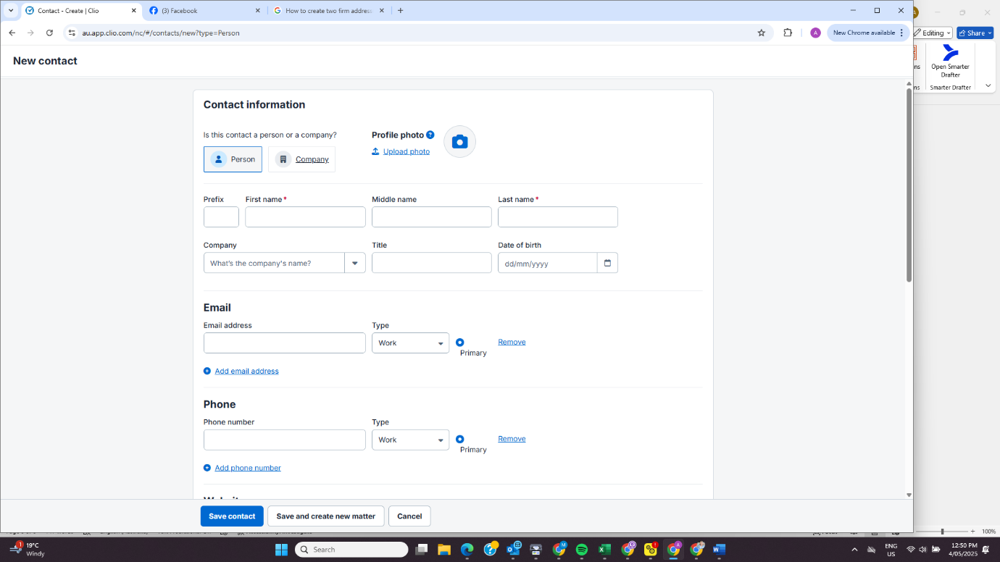 Contact - Create | Clio
(3) Facebook
How to create two firm address
au.app.clio.com/nc/#/contacts/new?type=Person
A
New Chrome available
Editing
Share
New contact
ns
Open Smarter
Drafter
ms
Smarter Drafter
Contact information
Is this contact a person or a company?
Profile photo ?
Person
Company
Upload photo
Prefix
First name *
Middle name
Last name *
Company
Title
Date of birth
What's the company's name?
dd/mm/yyyy
Email
Email address
Type
Work
Primary
Remove
Add email address
Phone
Phone number
Type
Work
Primary
Remove
Add phone number
Save contact
Save and create new matter
Cancel
100%
1
19°C
Windy
Search
ENG
US
12:50 PM
4/05/2025